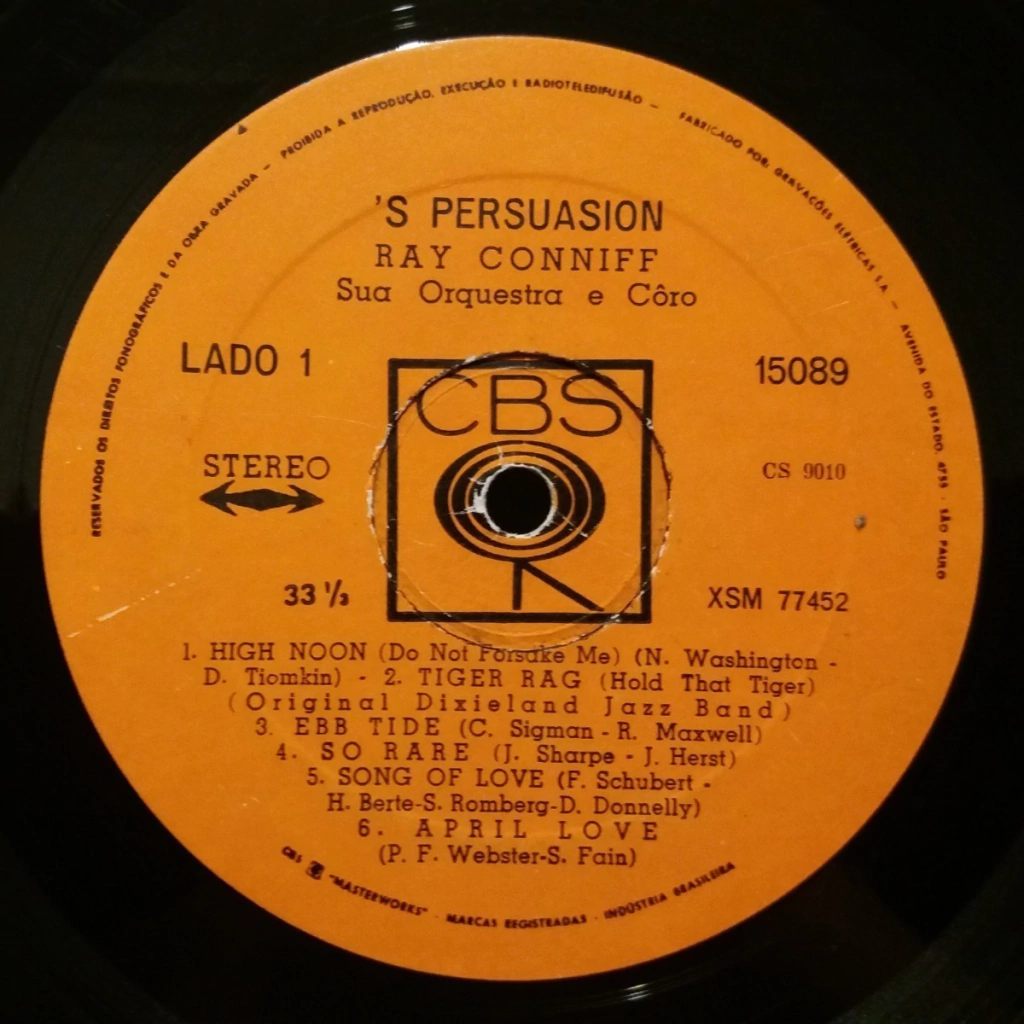 RESERVADOS OS DIREITOS FONOGRÁFICOS E DA OBRA GRAVADA - PROIBIDA A REPRODUÇÃO, EXECUÇÃO E RADIOTELEDIFUSÃO - FABRICADO POR: GRAVAÇÕES ELÉTRICAS S.A. - AVENIDA DO ESTADO, 4755 - SÃO PAULO
'S PERSUASION
RAY CONNIFF
Sua Orquestra e Côro
LADO 1
15089
CBS
STEREO
CS 9010
33 ⅓
XSM 77452
1. HIGH NOON (Do Not Forsake Me) (N. Washington -
D. Tiomkin) - 2. TIGER RAG (Hold That Tiger)
(Original Dixieland Jazz Band)
3. EBB TIDE (C. Sigman - R. Maxwell)
4. SO RARE (J. Sharpe - J. Herst)
5. SONG OF LOVE (F. Schubert -
H. Berte-S. Romberg-D. Donnelly)
6. APRIL LOVE
(P. F. Webster-S. Fain)
CBS "MASTERWORKS" - MARCAS REGISTRADAS - INDÚSTRIA BRASILEIRA